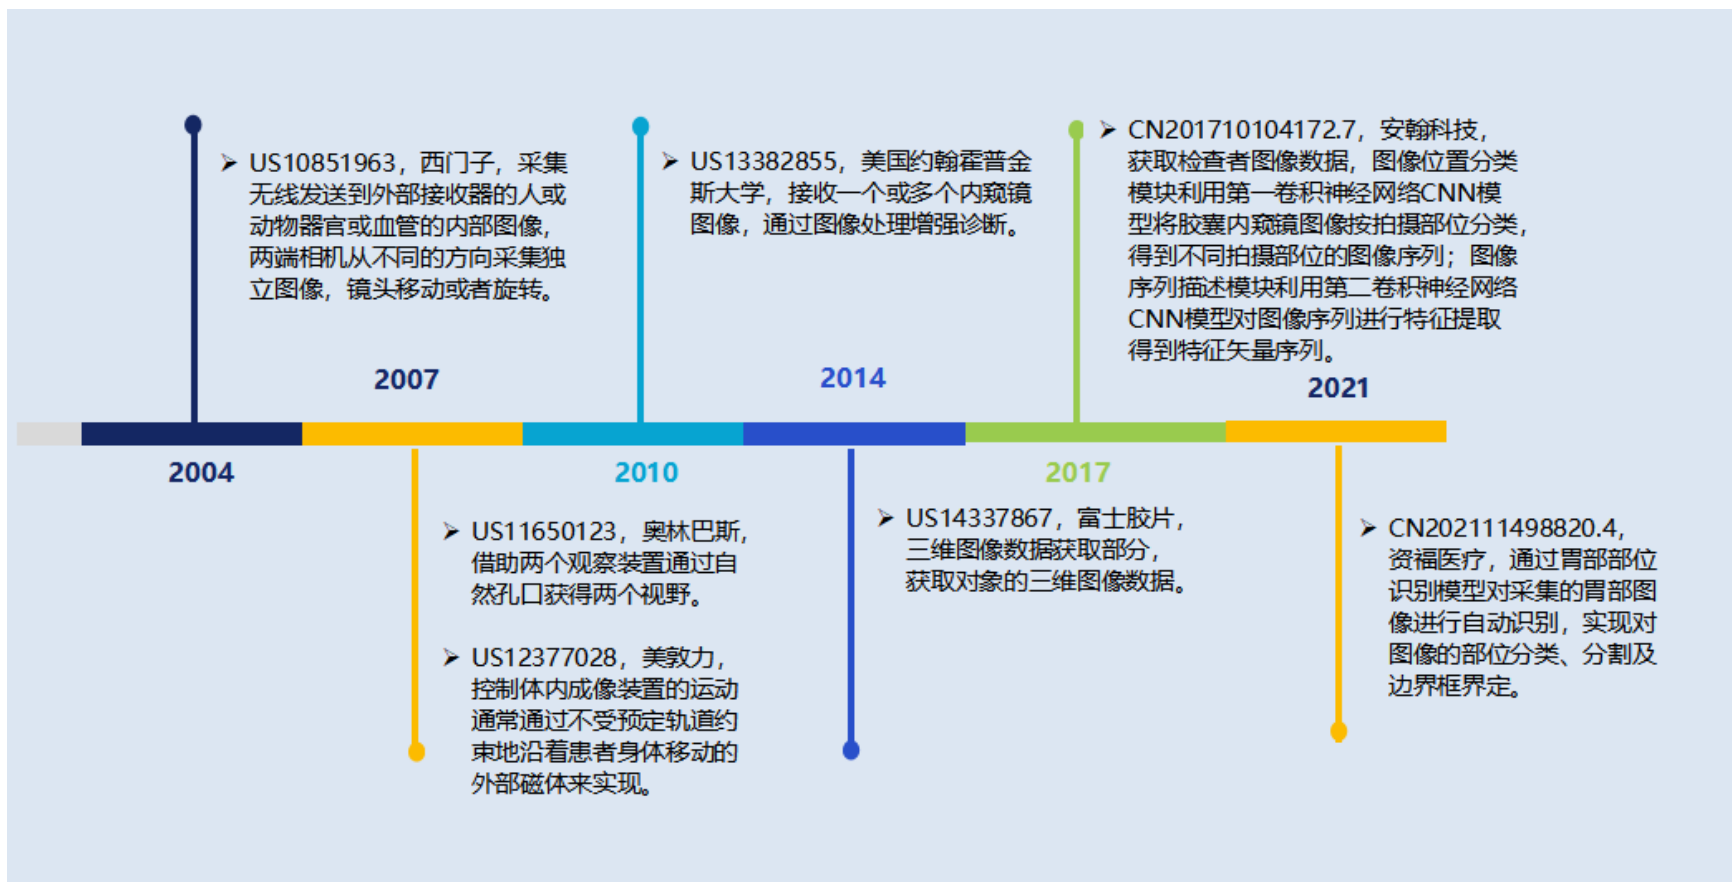 ➢ US10851963，西门子，采集
无线发送到外部接收器的人或
动物器官或血管的内部图像，
两端相机从不同的方向采集独
立图像，镜头移动或者旋转。
2004
2007
➢ US11650123，奥林巴斯，
借助两个观察装置通过自
然孔口获得两个视野。
➢ US12377028，美敦力，
控制体内成像装置的运动
通常通过不受预定轨道约
束地沿着患者身体移动的
外部磁体来实现。
➢ US13382855，美国约翰霍普金
斯大学，接收一个或多个内窥镜
图像，通过图像处理增强诊断。
2010
2014
➢ US14337867，富士胶片，
三维图像数据获取部分，
获取对象的三维图像数据。
➢ CN201710104172.7，安翰科技，
获取检查者图像数据，图像位置分类
模块利用第一卷积神经网络CNN模
型将胶囊内窥镜图像按拍摄部位分类，
得到不同拍摄部位的图像序列；图像
序列描述模块利用第二卷积神经网络
CNN模型对图像序列进行特征提取
得到特征矢量序列。
2017
2021
➢ CN202111498820.4，
资福医疗，通过胃部部位
识别模型对采集的胃部图
像进行自动识别，实现对
图像的部位分类、分割及
边界框界定。